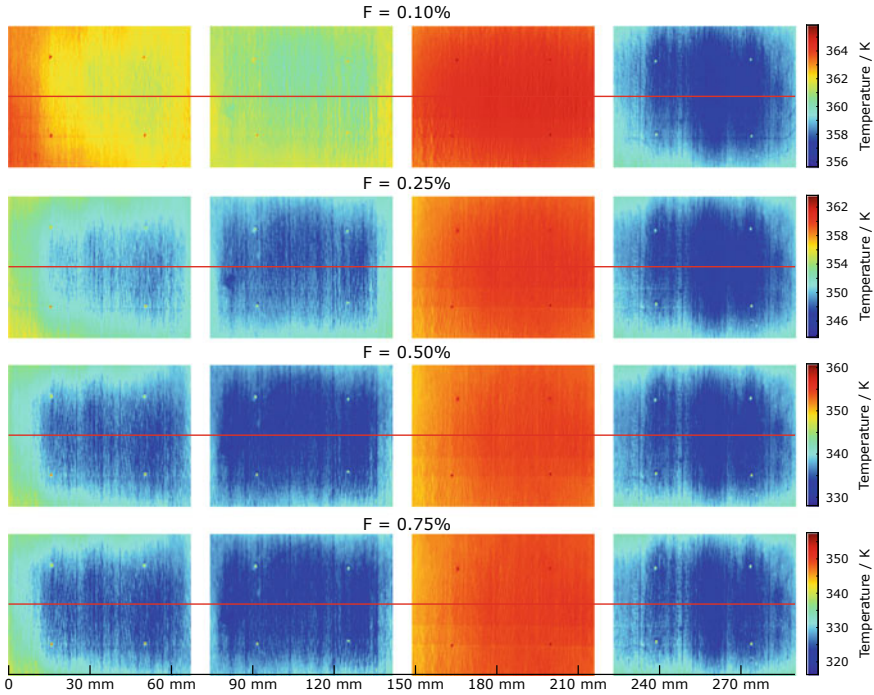 F = 0.10%
364
362
360
358
356
Temperature / K
F = 0.25%
362
358
354
350
346
Temperature / K
F = 0.50%
360
350
340
330
Temperature / K
F = 0.75%
350
340
330
320
Temperature / K
0 30 mm 60 mm 90 mm 120 mm 150 mm 180 mm 210 mm 240 mm 270 mm